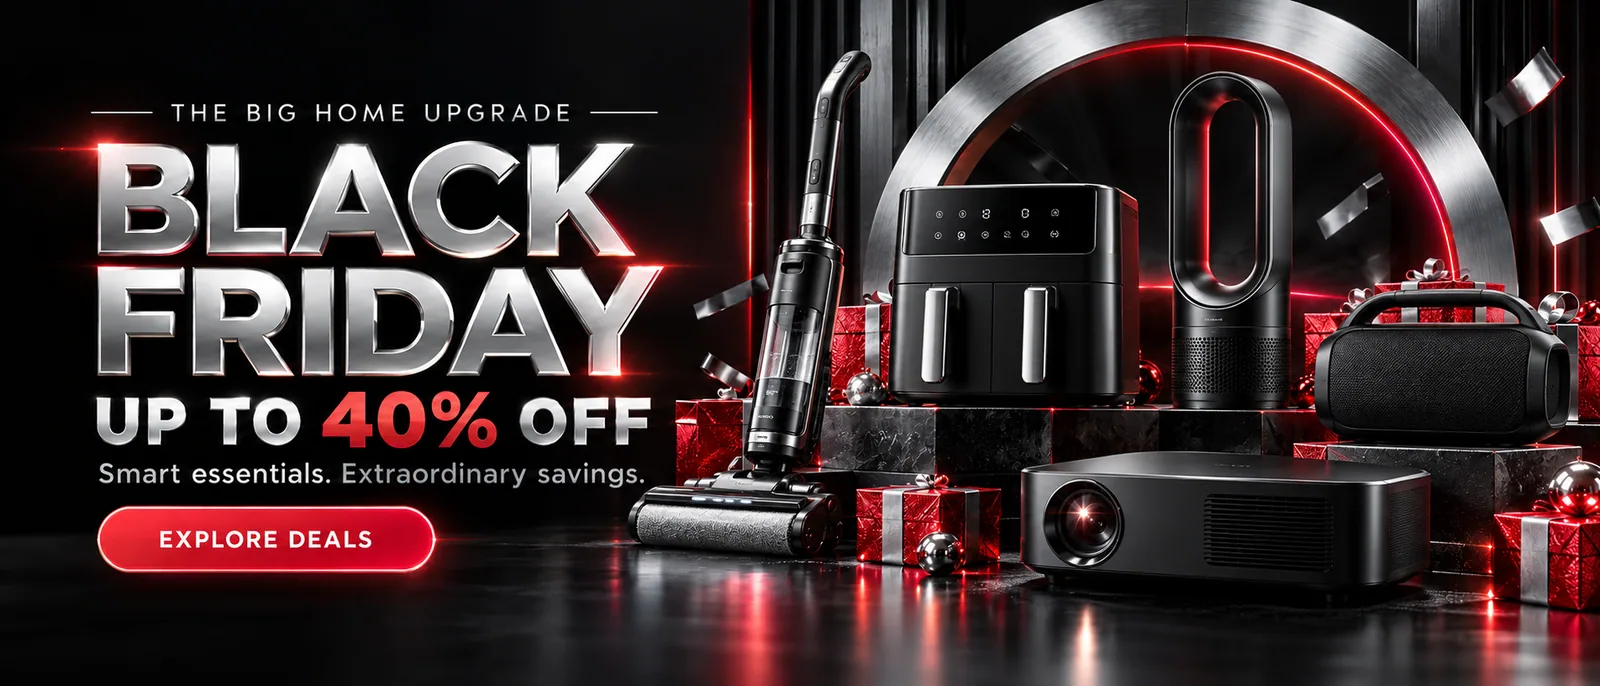 THE BIG HOME UPGRADE
BLACK
FRIDAY
UP TO 40% OFF
Smart essentials. Extraordinary savings.
EXPLORE DEALS